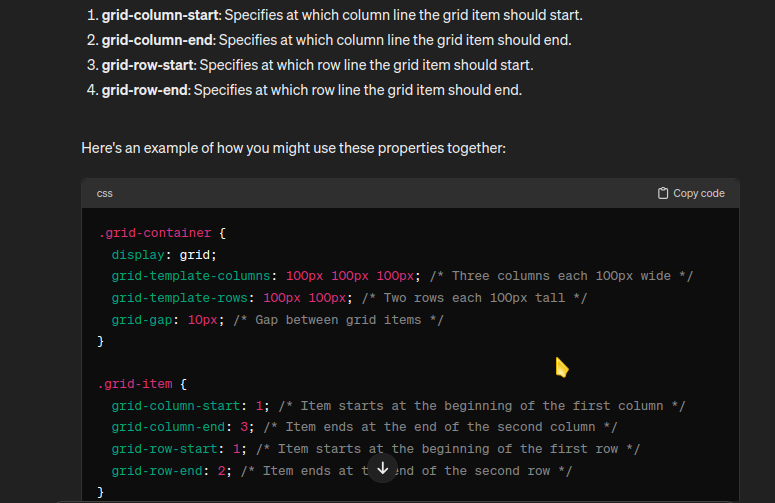 1. grid-column-start: Specifies at which column line the grid item should start.
2. grid-column-end: Specifies at which column line the grid item should end.
3. grid-row-start: Specifies at which row line the grid item should start.
4. grid-row-end: Specifies at which row line the grid item should end.
Here's an example of how you might use these properties together:
css
Copy code
.grid-container {
  display: grid;
  grid-template-columns: 100px 100px 100px; /* Three columns each 100px wide */
  grid-template-rows: 100px 100px; /* Two rows each 100px tall */
  grid-gap: 10px; /* Gap between grid items */
}
.grid-item {
  grid-column-start: 1; /* Item starts at the beginning of the first column */
  grid-column-end: 3; /* Item ends at the end of the second column */
  grid-row-start: 1; /* Item starts at the beginning of the first row */
  grid-row-end: 2; /* Item ends at the end of the second row */
}